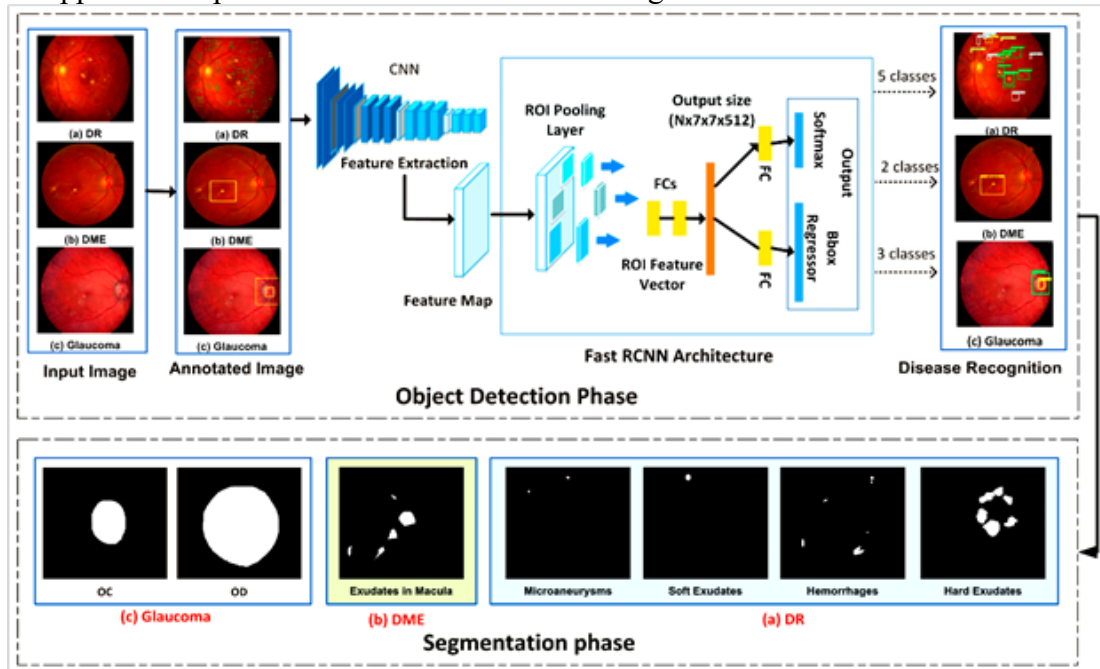 (a) DR
(b) DME
(c) Glaucoma
Input Image
(a) DR
(b) DME
(c) Glaucoma
Annotated Image
CNN
Feature Extraction
Feature Map
ROI Pooling
Layer
FCs
ROI Feature
Vector
Output size
(Nx7x7x512)
FC
FC
Softmax
Bbox
Regressor
Output
Fast RCNN Architecture
5 classes
2 classes
3 classes
(a) DR
(b) DME
(c) Glaucoma
Disease Recognition
Object Detection Phase
OC
OD
(c) Glaucoma
Exudates in Macula
(b) DME
Microaneurysms
Soft Exudates
Hemorrhages
Hard Exudates
(a) DR
Segmentation phase